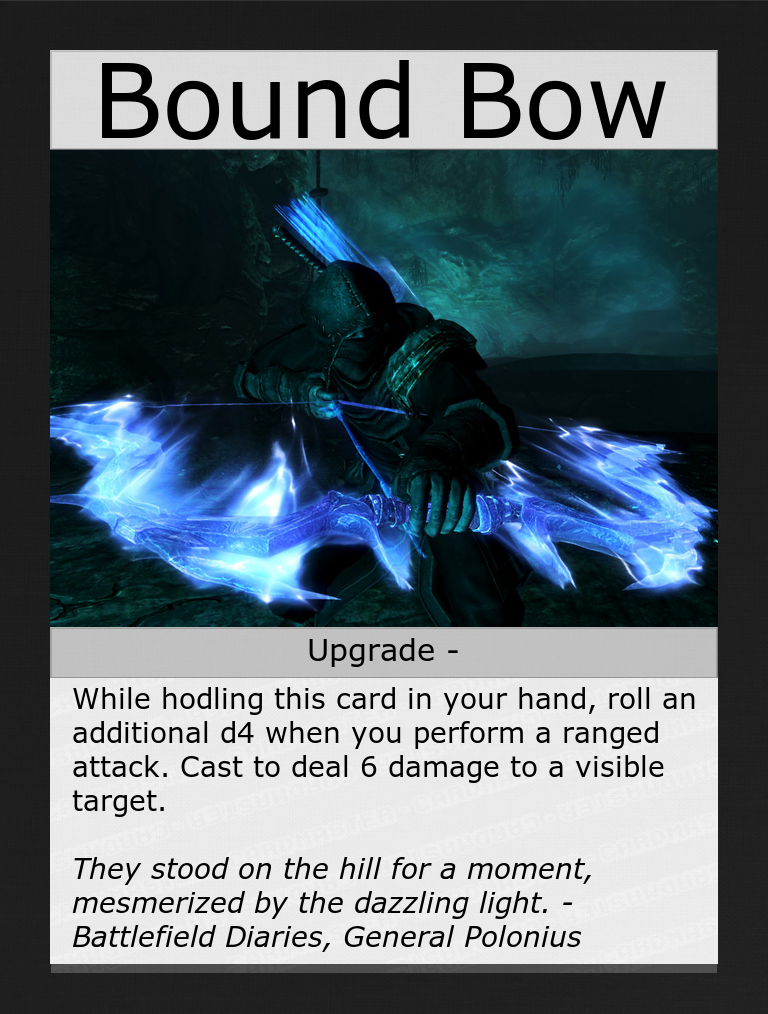 Bound Bow
Upgrade -
While hodling this card in your hand, roll an
additional d4 when you perform a ranged
attack. Cast to deal 6 damage to a visible
target.
They stood on the hill for a moment,
mesmerized by the dazzling light. -
Battlefield Diaries, General Polonius